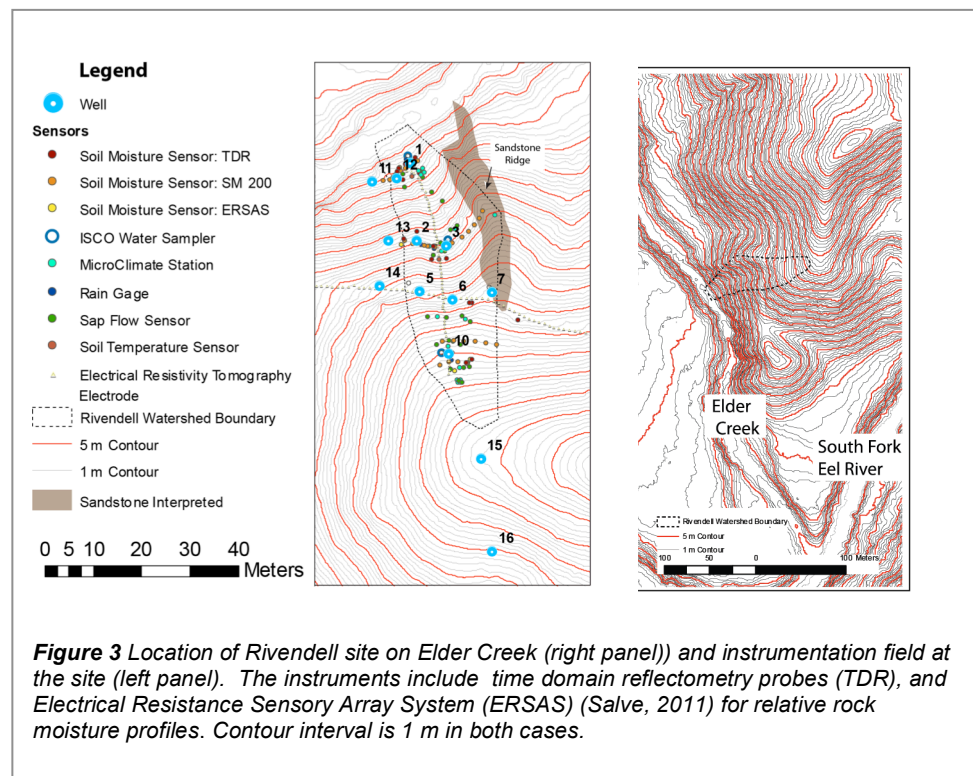 Legend
Well
Sensors
Soil Moisture Sensor: TDR
Soil Moisture Sensor: SM 200
Soil Moisture Sensor: ERSAS
ISCO Water Sampler
MicroClimate Station
Rain Gage
Sap Flow Sensor
Soil Temperature Sensor
Electrical Resistivity Tomography
Electrode
Rivendell Watershed Boundary
5 m Contour
1 m Contour
Sandstone Interpreted
0 5 10 20 30 40
Meters
Sandstone
Ridge
1
11 12
13 2 3
14 5 6 7
10
15
16
Elder
Creek
South Fork
Eel River
Rivendell Watershed Boundary
5 m Contour
1 m Contour
100 50 0 100 Meters
Figure 3 Location of Rivendell site on Elder Creek (right panel)) and instrumentation field at
the site (left panel). The instruments include time domain reflectometry probes (TDR), and
Electrical Resistance Sensory Array System (ERSAS) (Salve, 2011) for relative rock
moisture profiles. Contour interval is 1 m in both cases.